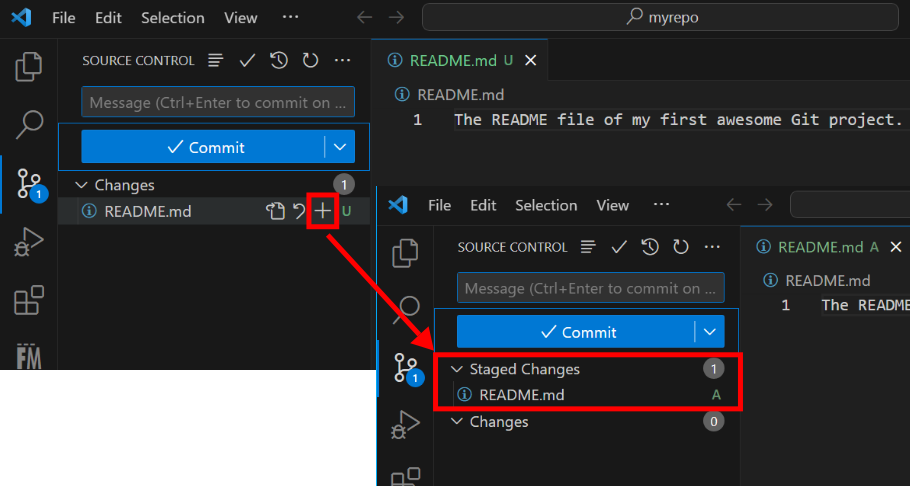 File Edit Selection View ···
myrepo
SOURCE CONTROL
Message (Ctrl+Enter to commit on ...
Commit
Changes 1
README.md U
1
FM
README.md U
README.md
1 The README file of my first awesome Git project.
File Edit Selection View ···
SOURCE CONTROL
Message (Ctrl+Enter to commit on ...
Commit
Staged Changes 1
README.md A
Changes 0
1
README.md A
README.md
1 The README